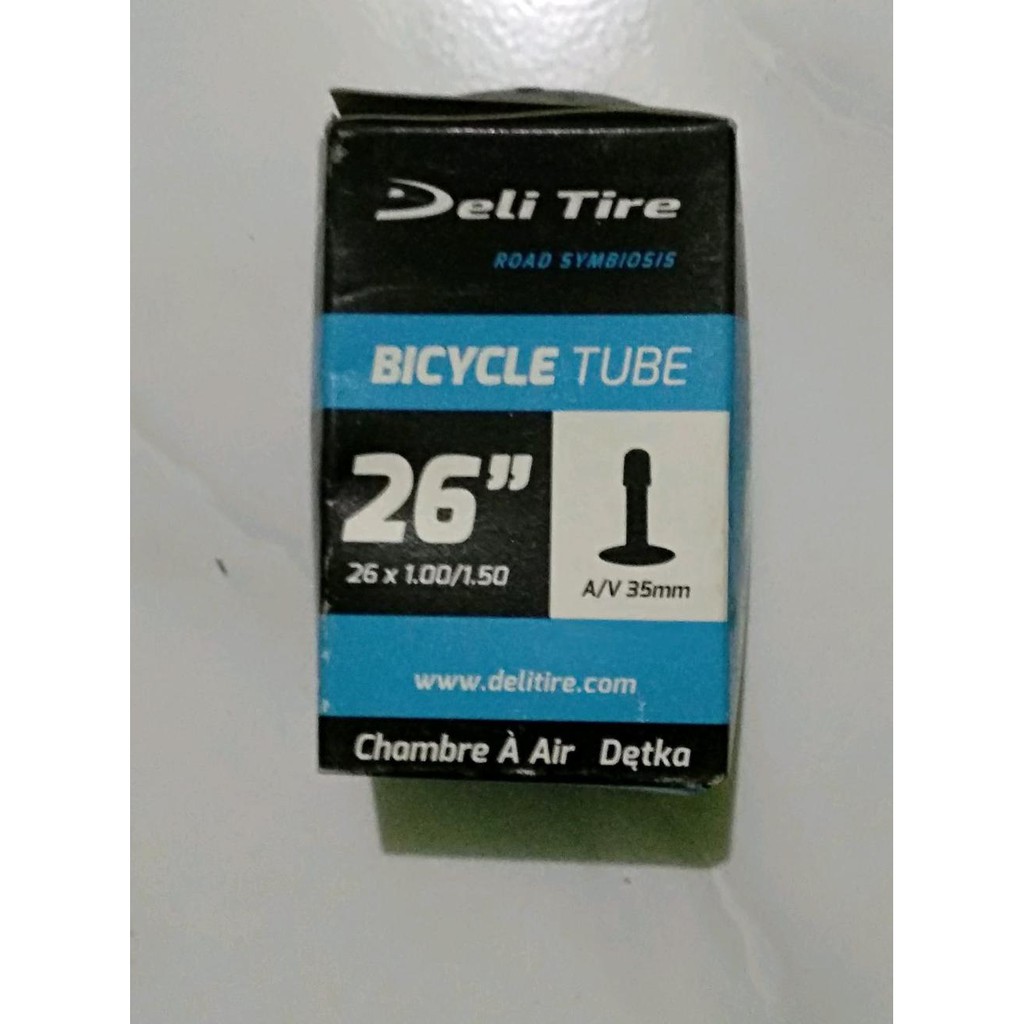 Deli Tire
ROAD SYMBIOSIS
BICYCLE TUBE
26”
26 x 1.00/1.50
A/V 35mm
www.delitire.com
Chambre À Air Dętka